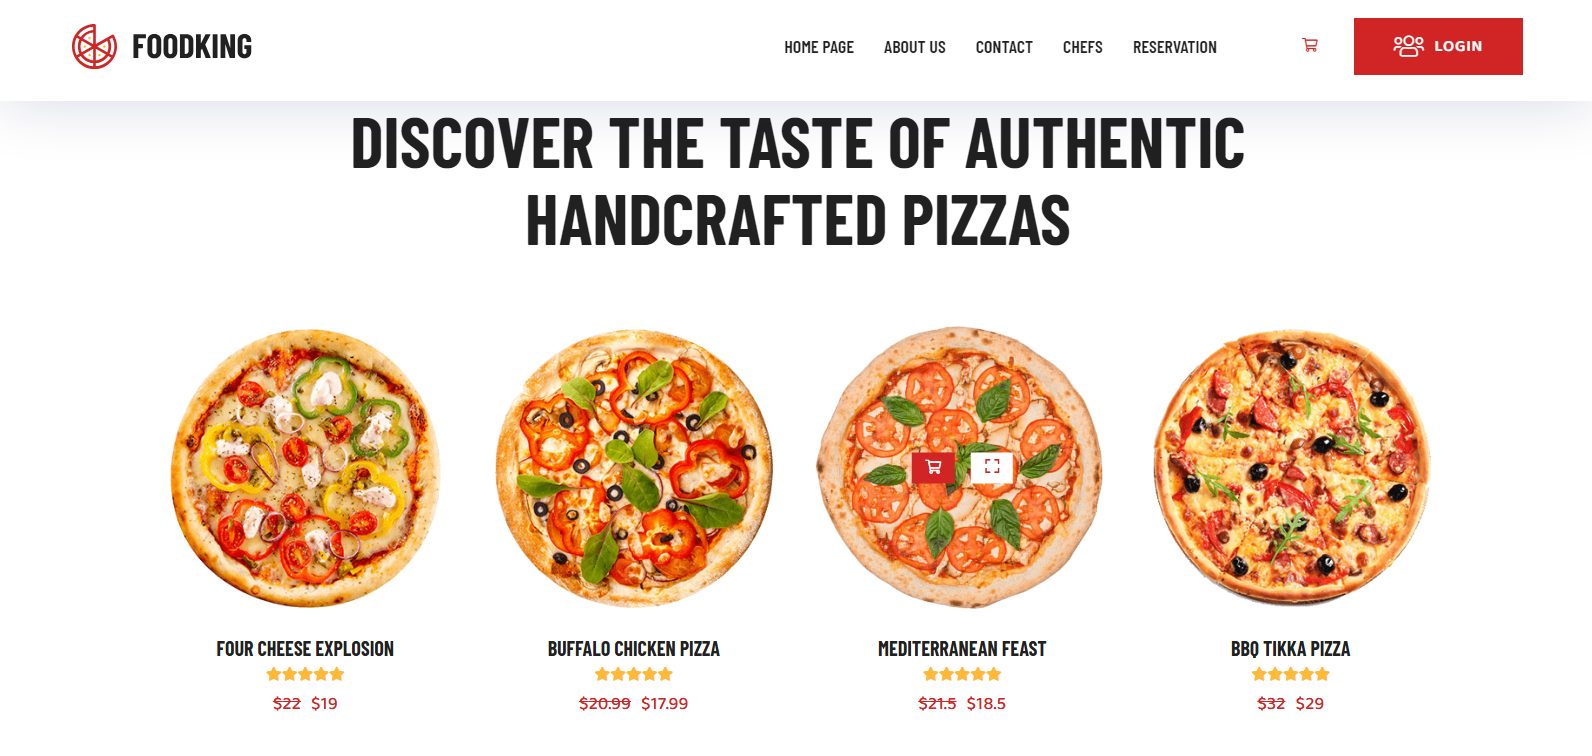 FOODKING
HOME PAGE
ABOUT US
CONTACT
CHEFS
RESERVATION
LOGIN
DISCOVER THE TASTE OF AUTHENTIC
HANDCRAFTED PIZZAS
FOUR CHEESE EXPLOSION
$22 $19
BUFFALO CHICKEN PIZZA
$20.99 $17.99
MEDITERRANEAN FEAST
$21.5 $18.5
BBQ TIKKA PIZZA
$32 $29